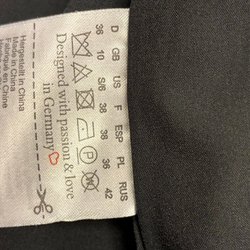 D GB US F ESP PL RUS
36 10 S/6 38 38 36 42
Designed with passion & love
in Germany
Hergestellt in China
Made in China
Fabriqué en Chine